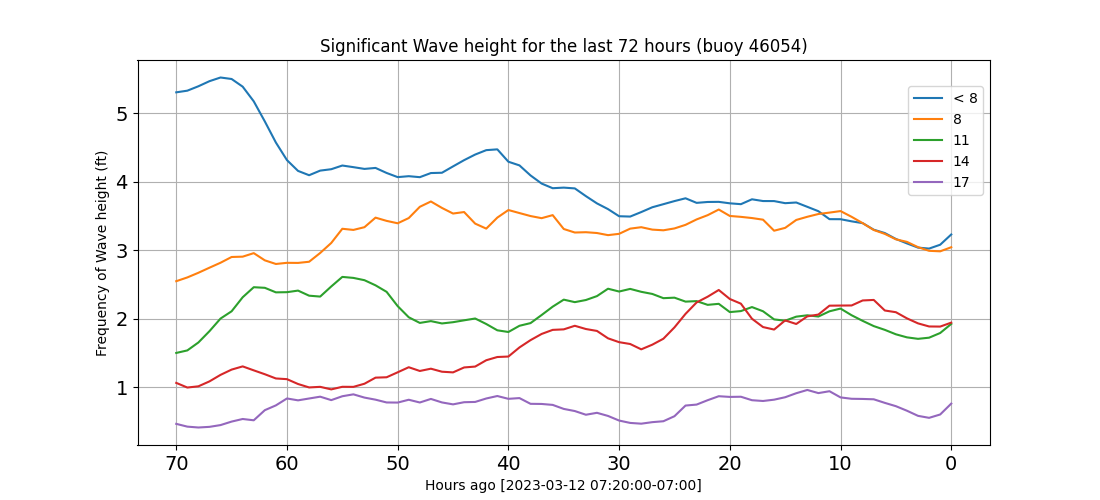 Significant Wave height for the last 72 hours (buoy 46054)
Frequency of Wave height (ft)
5
4
3
2
1
< 8
8
11
14
17
70 60 50 40 30 20 10 0
Hours ago [2023-03-12 07:20:00-07:00]